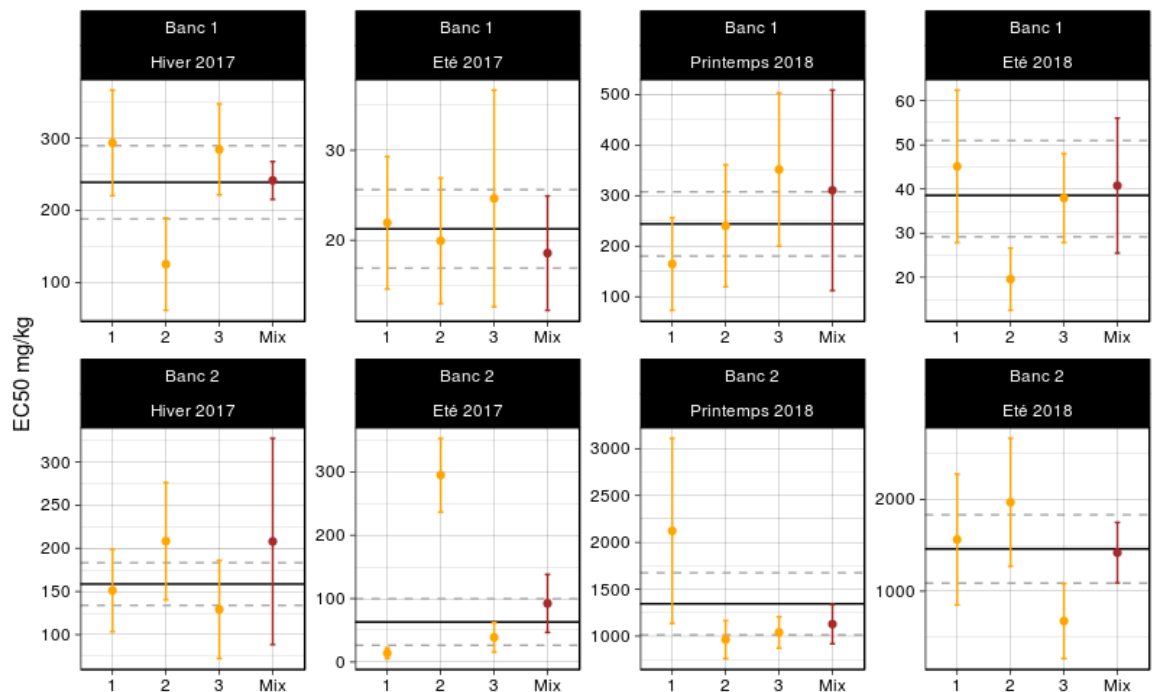 EC50 mg/kg
Banc 1
Hiver 2017
300
200
100
1 2 3 Mix
Banc 1
Eté 2017
30
20
1 2 3 Mix
Banc 1
Printemps 2018
500
400
300
200
100
1 2 3 Mix
Banc 1
Eté 2018
60
50
40
30
20
1 2 3 Mix
Banc 2
Hiver 2017
300
250
200
150
100
1 2 3 Mix
Banc 2
Eté 2017
300
200
100
0
1 2 3 Mix
Banc 2
Printemps 2018
3000
2500
2000
1500
1000
1 2 3 Mix
Banc 2
Eté 2018
2000
1000
1 2 3 Mix